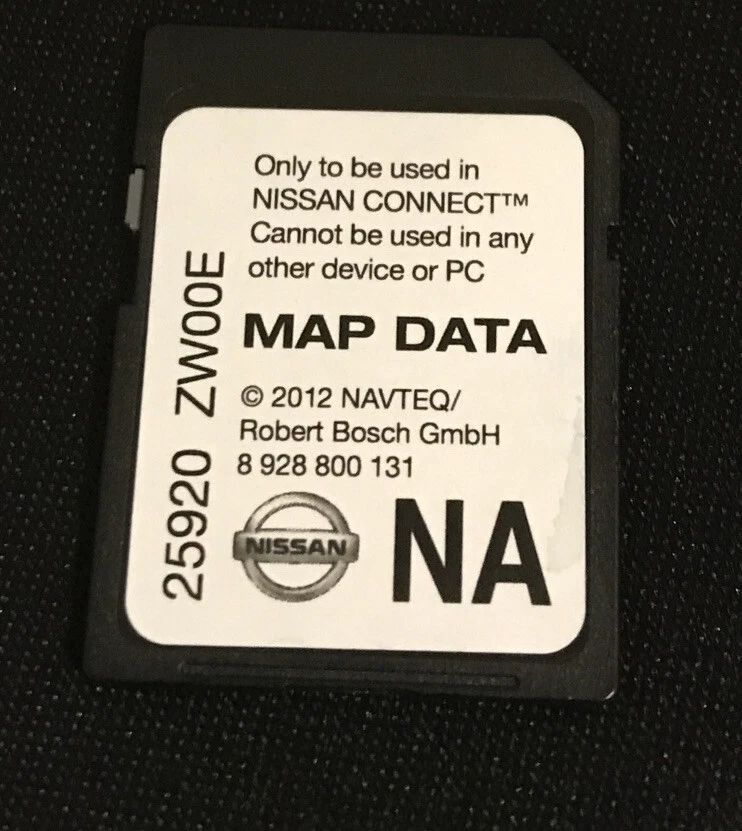 Only to be used in
NISSAN CONNECT™
Cannot be used in any
other device or PC
MAP DATA
© 2012 NAVTEQ/
Robert Bosch GmbH
8 928 800 131
NISSAN
NA
25920 ZW00E